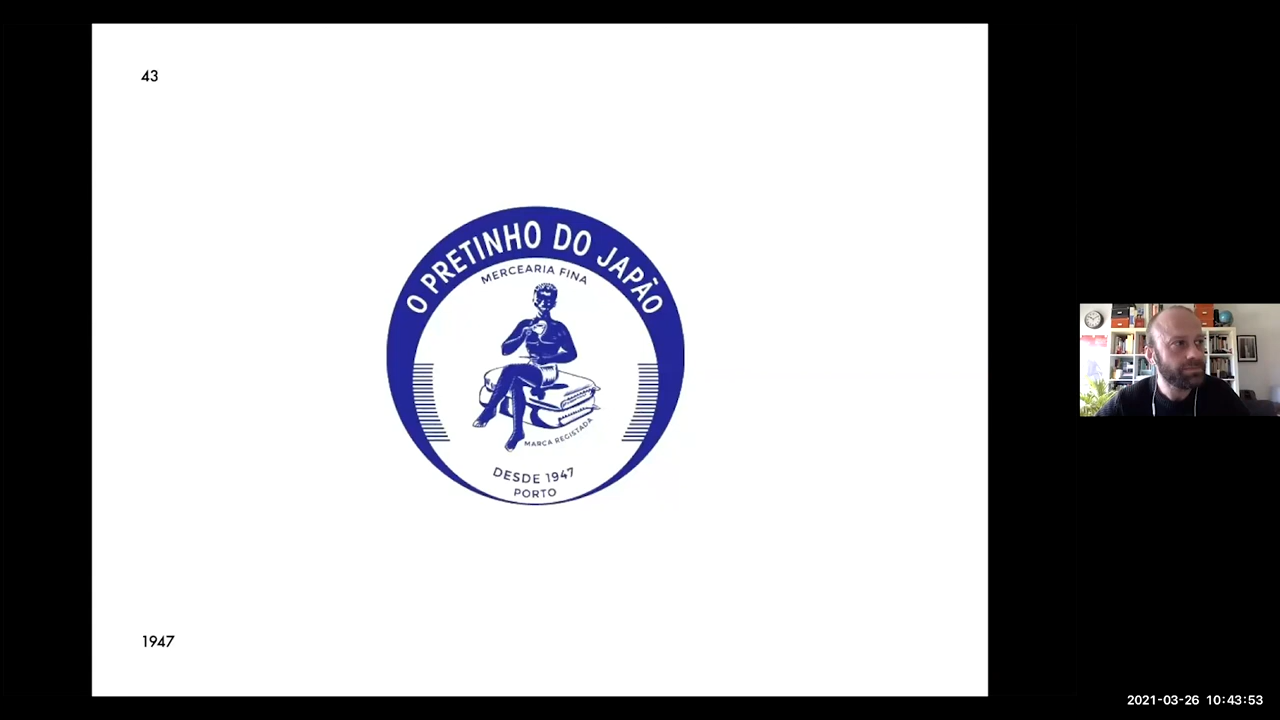 43
O PRETINHO DO JAPÃO
MERCEARIA FINA
MARCA REGISTADA
DESDE 1947
PORTO
1947
2021-03-26 10:43:53